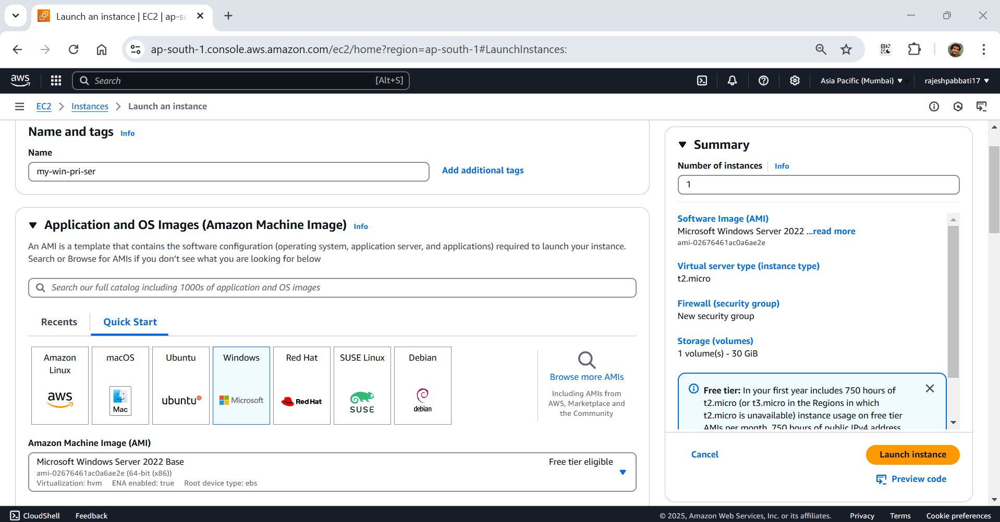 Launch an instance | EC2 | ap-so
ap-south-1.console.aws.amazon.com/ec2/home?region=ap-south-1#LaunchInstances:
aws
Search [Alt+S]
Asia Pacific (Mumbai)
rajeshpabbati17
EC2 > Instances > Launch an instance
Name and tags Info
Name
my-win-pri-ser
Add additional tags
Application and OS Images (Amazon Machine Image) Info
An AMI is a template that contains the software configuration (operating system, application server, and applications) required to launch your instance.
Search or Browse for AMIs if you don’t see what you are looking for below
Search our full catalog including 1000s of application and OS images
Recents
Quick Start
Amazon Linux
aws
macOS
Mac
Ubuntu
ubuntu
Windows
Microsoft
Red Hat
Red Hat
SUSE Linux
SUSE
Debian
debian
Browse more AMIs
Including AMIs from
AWS, Marketplace and
the Community
Amazon Machine Image (AMI)
Microsoft Windows Server 2022 Base
Free tier eligible
ami-02676461ac0a6ae2e (64-bit (x86))
Virtualization: hvm ENA enabled: true Root device type: ebs
Summary
Number of instances Info
1
Software Image (AMI)
Microsoft Windows Server 2022 ...read more
ami-02676461ac0a6ae2e
Virtual server type (instance type)
t2.micro
Firewall (security group)
New security group
Storage (volumes)
1 volume(s) - 30 GiB
Free tier: In your first year includes 750 hours of
t2.micro (or t3.micro in the Regions in which
t2.micro is unavailable) instance usage on free tier
AMIs per month, 750 hours of public IPv4 address
Cancel
Launch instance
Preview code
CloudShell
Feedback
© 2025, Amazon Web Services, Inc. or its affiliates.
Privacy
Terms
Cookie preferences